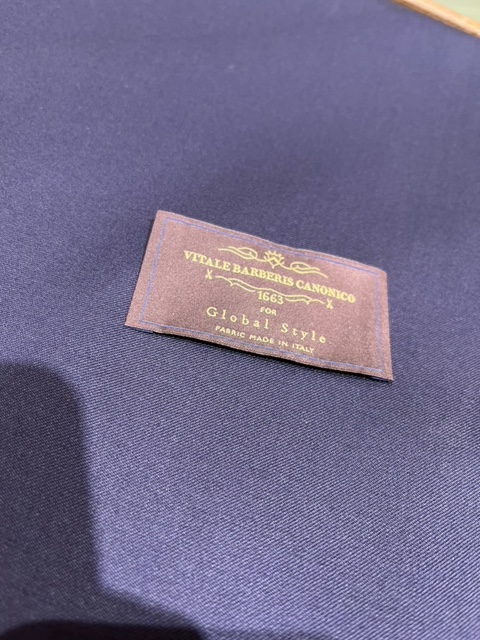 VITALE BARBERIS CANONICO
1663
FOR
Global Style
FABRIC MADE IN ITALY